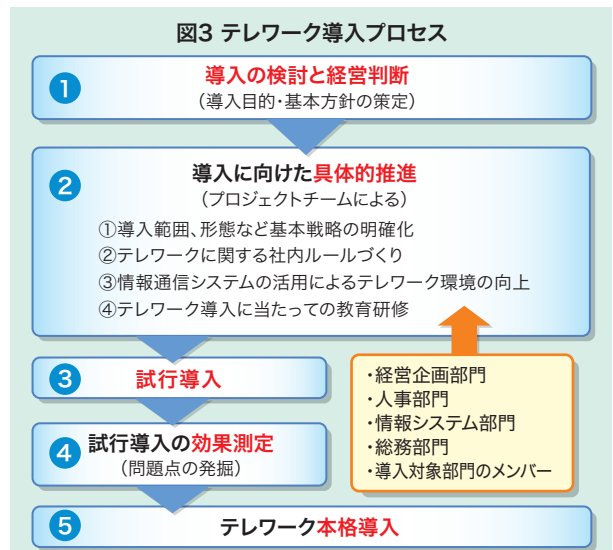 図3 テレワーク導入プロセス
1
導入の検討と経営判断
(導入目的・基本方針の策定)
2
導入に向けた具体的推進
(プロジェクトチームによる)
①導入範囲、形態など基本戦略の明確化
②テレワークに関する社内ルールづくり
③情報通信システムの活用によるテレワーク環境の向上
④テレワーク導入に当たっての教育研修
・経営企画部門
・人事部門
・情報システム部門
・総務部門
・導入対象部門のメンバー
3
試行導入
4
試行導入の効果測定
(問題点の発掘)
5
テレワーク本格導入